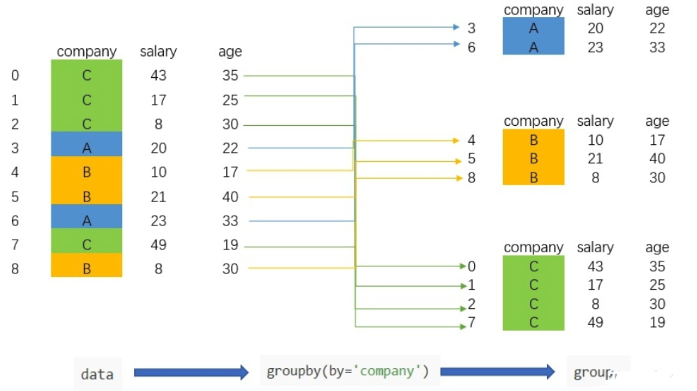 company salary age
0 C 43 35
1 C 17 25
2 C 8 30
3 A 20 22
4 B 10 17
5 B 21 40
6 A 23 33
7 C 49 19
8 B 8 30
company salary age
3 A 20 22
6 A 23 33
company salary age
4 B 10 17
5 B 21 40
8 B 8 30
company salary age
0 C 43 35
1 C 17 25
2 C 8 30
7 C 49 19
data groupby(by='company') group